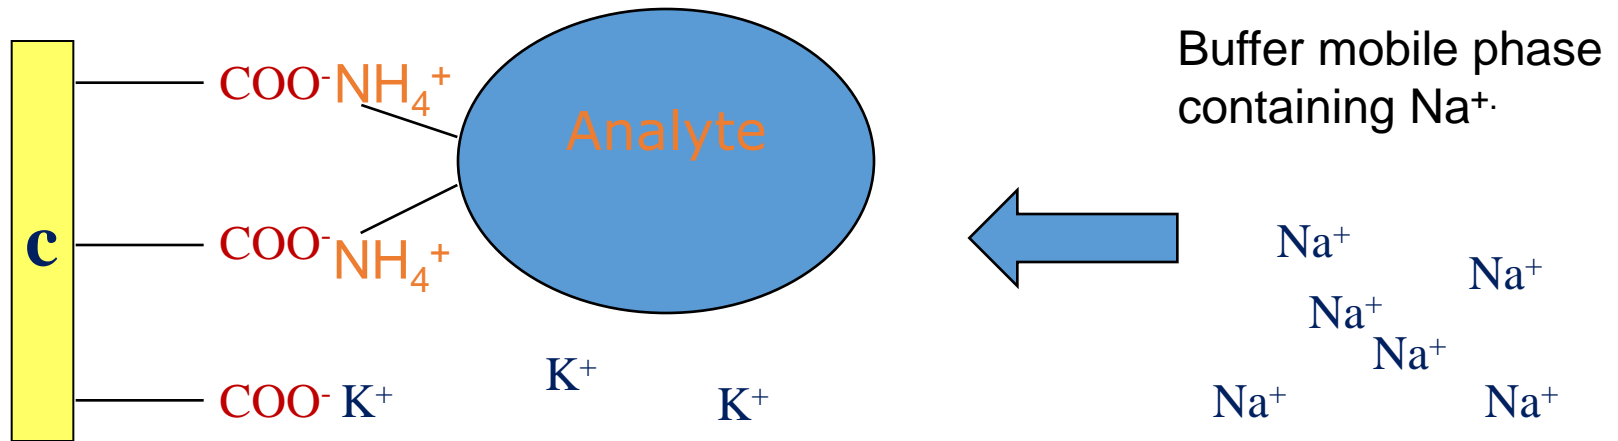 COO⁻ NH₄⁺
Analyte
Buffer mobile phase
containing Na⁺·
c
COO⁻ NH₄⁺
Na⁺
Na⁺
Na⁺
Na⁺
COO⁻ K⁺
K⁺
K⁺
Na⁺
Na⁺